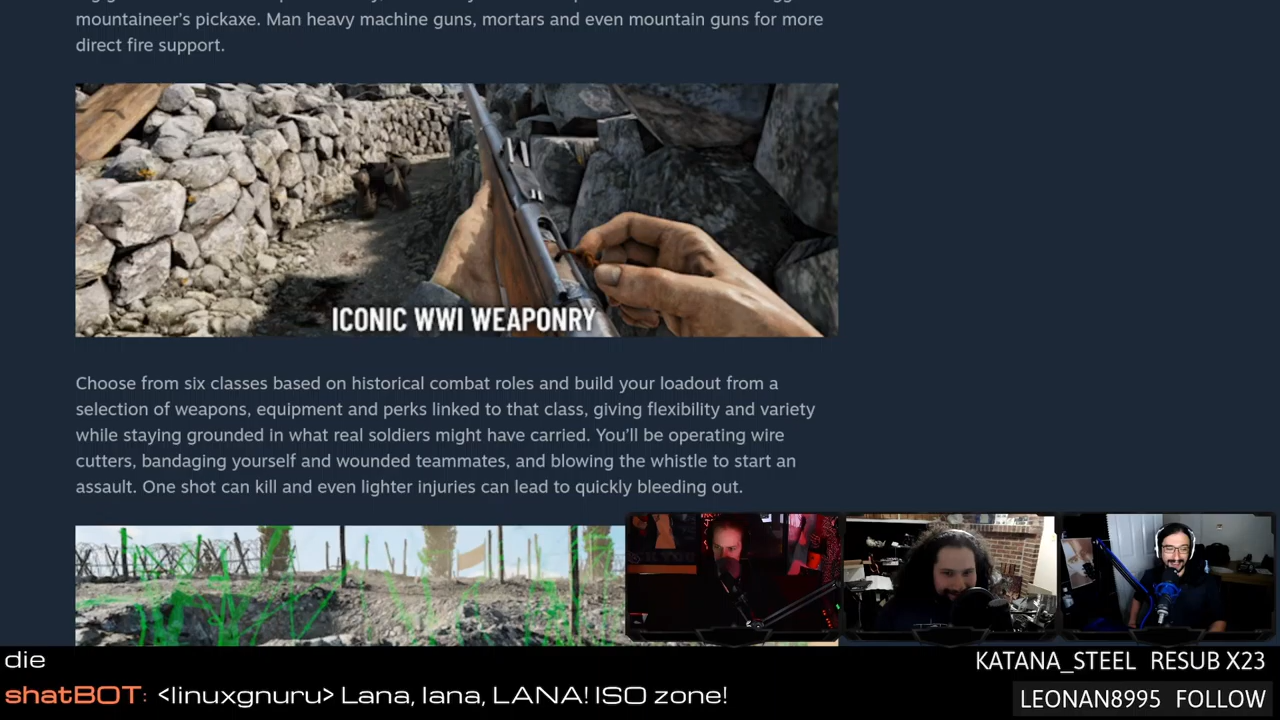 mountaineer's pickaxe. Man heavy machine guns, mortars and even mountain guns for more
direct fire support.
ICONIC WWI WEAPONRY
Choose from six classes based on historical combat roles and build your loadout from a
selection of weapons, equipment and perks linked to that class, giving flexibility and variety
while staying grounded in what real soldiers might have carried. You'll be operating wire
cutters, bandaging yourself and wounded teammates, and blowing the whistle to start an
assault. One shot can kill and even lighter injuries can lead to quickly bleeding out.
die
KATANA_STEEL RESUB X23
shatBOT: <linuxgnuru> Lana, lana, LANA! ISO zone!
LEONAN8995 FOLLOW